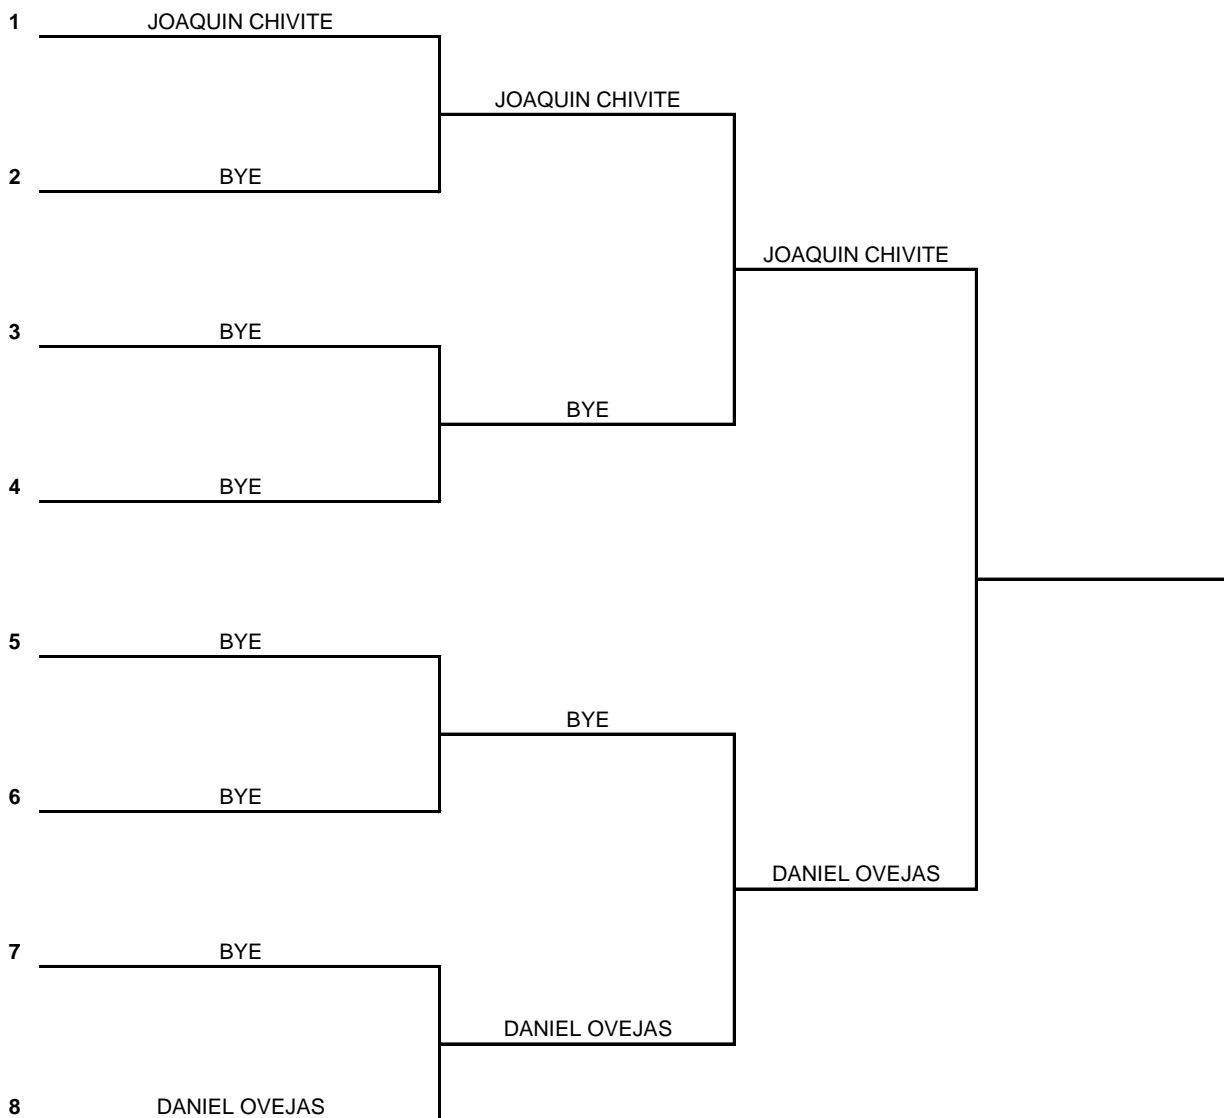 1 JOAQUIN CHIVITE
JOAQUIN CHIVITE
2 BYE
JOAQUIN CHIVITE
3 BYE
BYE
4 BYE
5 BYE
BYE
6 BYE
DANIEL OVEJAS
7 BYE
DANIEL OVEJAS
8 DANIEL OVEJAS